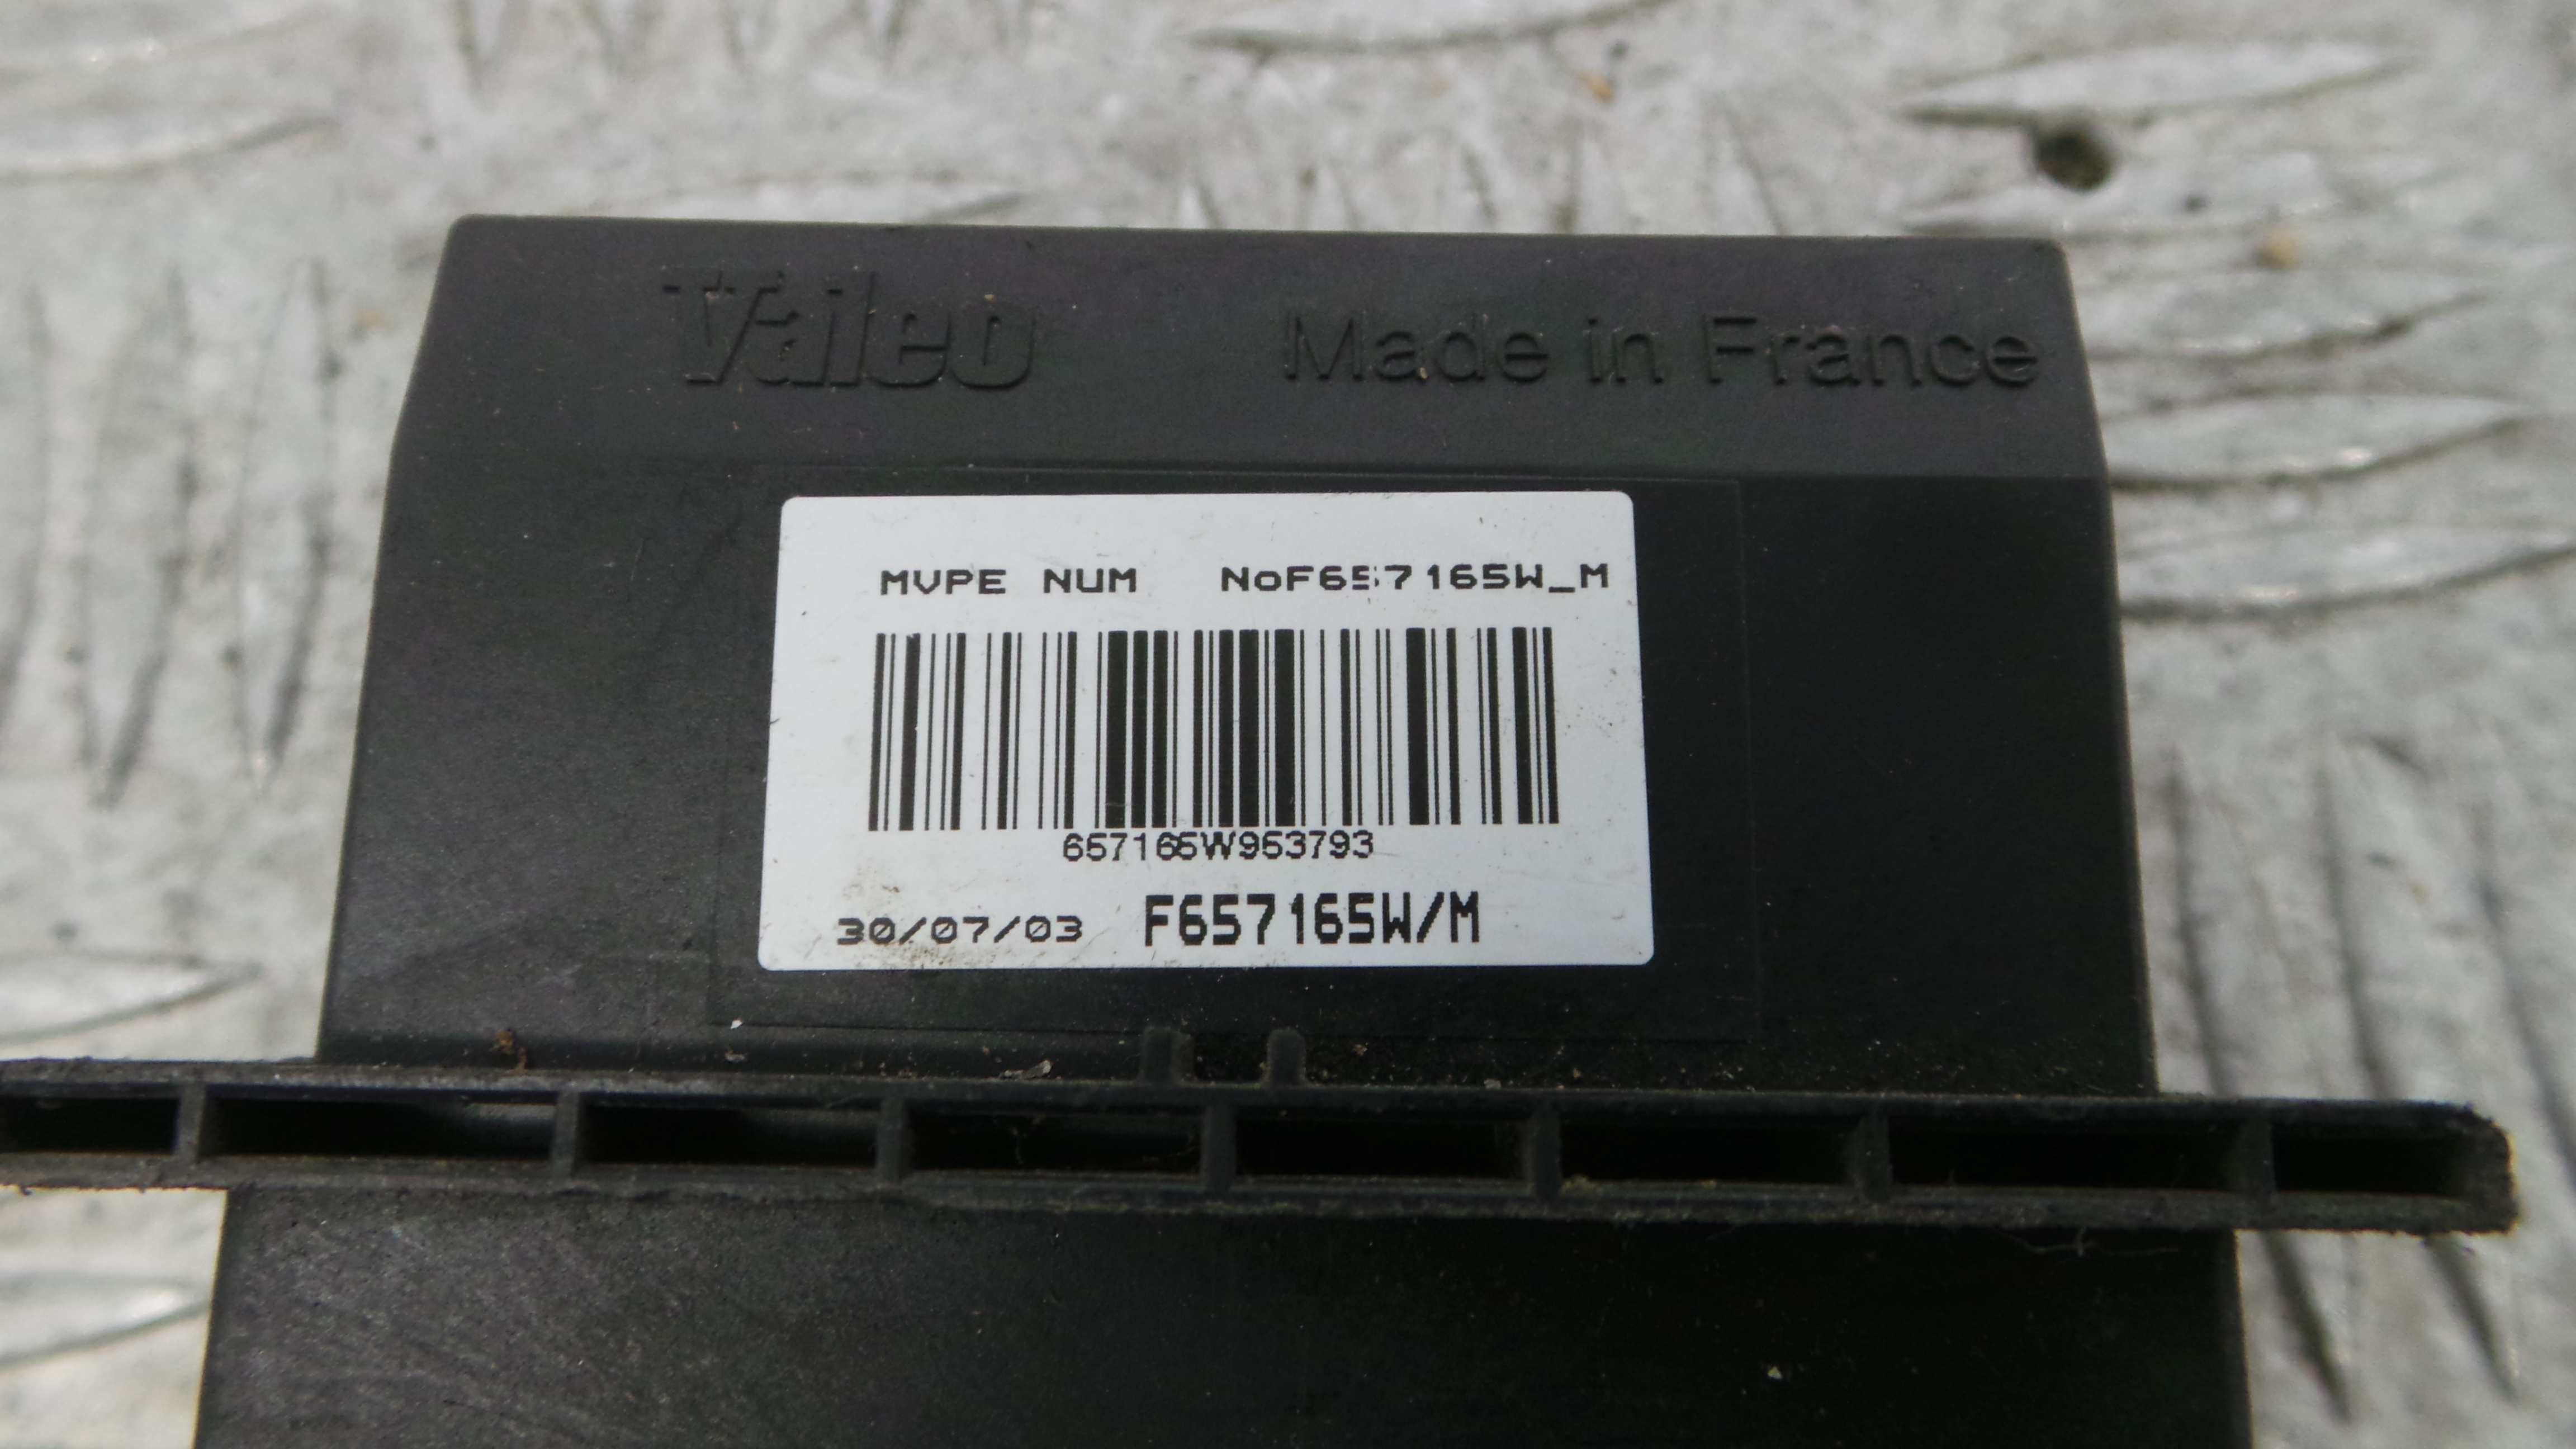 Valeo Made in France
MVPE NUM NoF657165W_M
657165W953793
30/07/03 F657165W/M